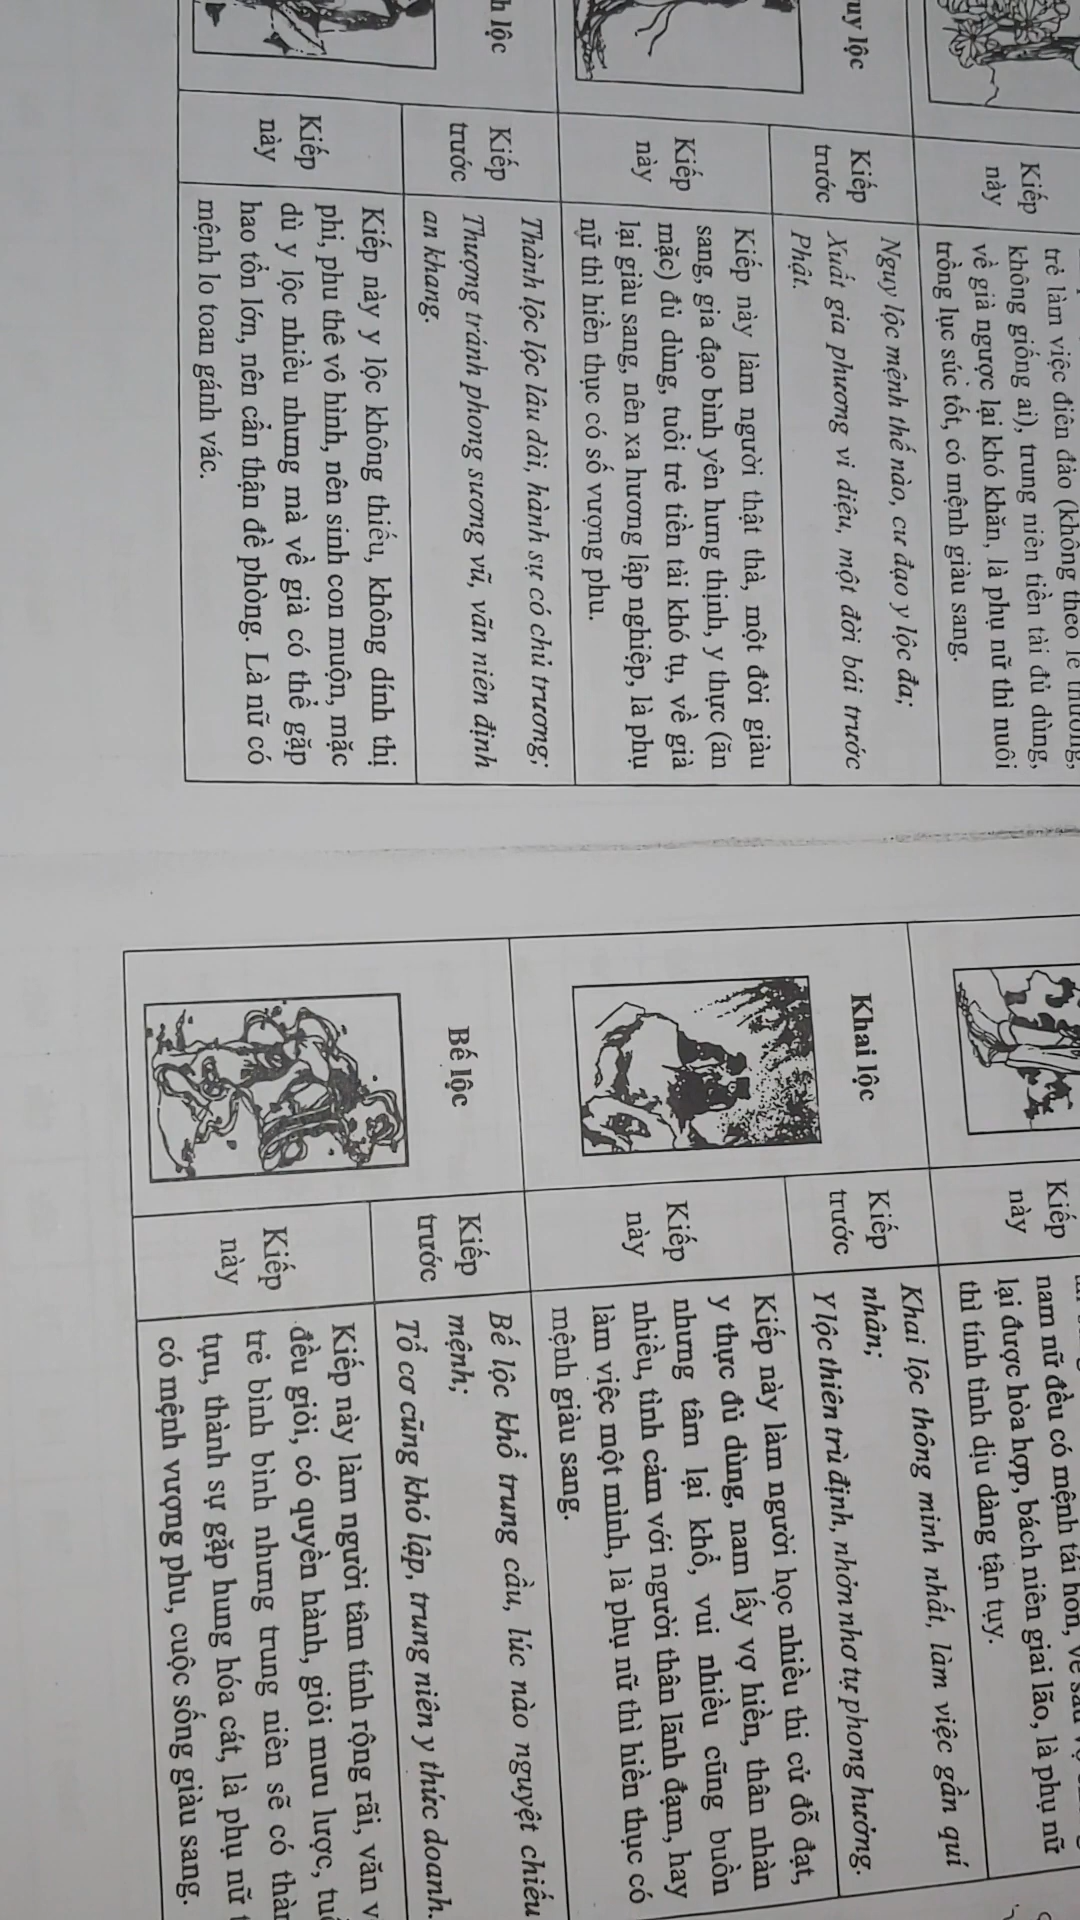 Kiếp
này
trẻ làm việc điên đảo (không theo lẽ thường,
không giống ai), trung niên tiền tài đủ dùng,
về già ngược lại khó khăn, là phụ nữ thì nuôi
trồng lục súc tốt, có mệnh giàu sang.
uy lộc
Kiếp
trước
Nguy lộc mệnh thế nào, cư đạo y lộc đa;
Xuất gia phương vi diệu, một đời bái trước
Phật.
Kiếp
này
Kiếp này làm người thật thà, một đời giàu
sang, gia đạo bình yên hưng thịnh, y thực (ăn
mặc) đủ dùng, tuổi trẻ tiền tài khó tụ, về già
lại giàu sang, nên xa hương lập nghiệp, là phụ
nữ thì hiền thục có số vượng phu.
h lộc
Kiếp
trước
Thành lộc lộc lâu dài, hành sự có chủ trương;
Thượng tránh phong sương vũ, vãn niên định
an khang.
Kiếp
này
Kiếp này y lộc không thiếu, không dính thị
phi, phu thê vô hình, nên sinh con muộn, mặc
dù y lộc nhiều nhưng mà về già có thể gặp
hao tổn lớn, nên cẩn thận đề phòng. Là nữ có
mệnh lo toan gánh vác.
Kiếp
này
nam nữ đều có mệnh tái hôn, về sau
lại được hòa hợp, bách niên giai lão, là phụ nữ
thì tính tình dịu dàng tận tụy.
Khai lộc
Kiếp
trước
Khai lộc thông minh nhất, làm việc gần quí
nhân;
Y lộc thiên trù định, nhởn nhơ tự phong hưởng.
Kiếp
này
Kiếp này làm người học nhiều thi cử đỗ đạt,
y thực đủ dùng, nam lấy vợ hiền, thân nhàn
nhưng tâm lại khổ, vui nhiều cũng buồn
nhiều, tình cảm với người thân lãnh đạm, hay
làm việc một mình, là phụ nữ thì hiền thục có
mệnh giàu sang.
Bế lộc
Kiếp
trước
Bế lộc khổ trung cầu, lúc nào nguyệt chiếu
mệnh;
Tổ cơ cũng khó lập, trung niên y thức doanh.
Kiếp
này
Kiếp này làm người tâm tính rộng rãi, văn v
đều giỏi, có quyền hành, giỏi mưu lược, tu
trẻ bình bình nhưng trung niên sẽ có thàn
tựu, thành sự gặp hung hóa cát, là phụ nữ t
có mệnh vượng phu, cuộc sống giàu sang.